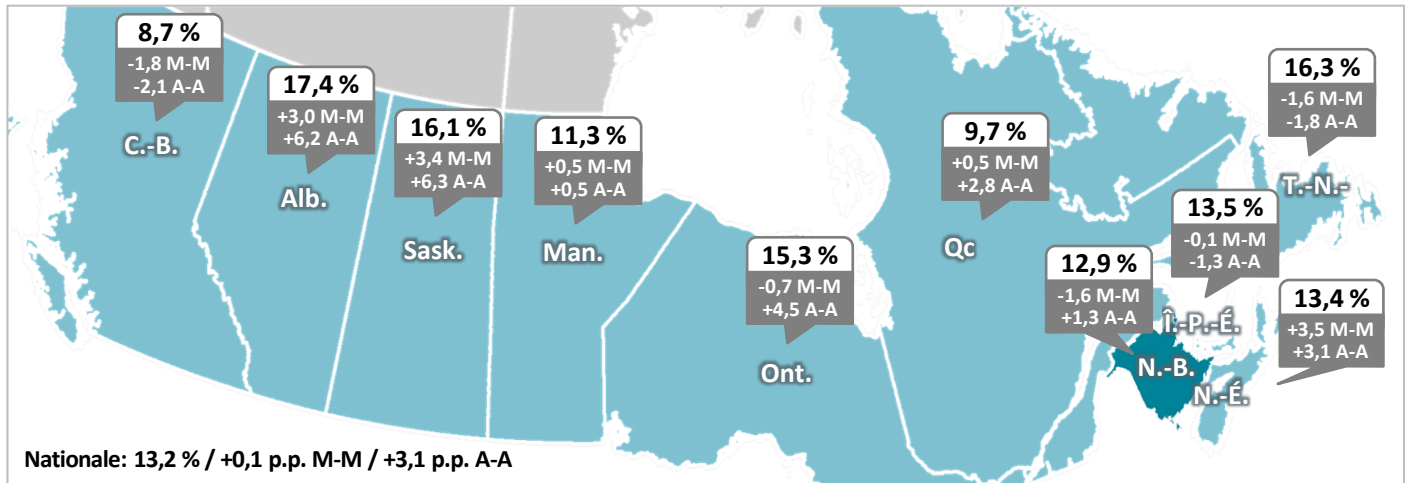 8,7 %
-1,8 M-M
-2,1 A-A
C.-B.
17,4 %
+3,0 M-M
+6,2 A-A
Alb.
16,1 %
+3,4 M-M
+6,3 A-A
Sask.
11,3 %
+0,5 M-M
+0,5 A-A
Man.
15,3 %
-0,7 M-M
+4,5 A-A
Ont.
9,7 %
+0,5 M-M
+2,8 A-A
Qc
16,3 %
-1,6 M-M
-1,8 A-A
T.-N.-
13,5 %
-0,1 M-M
-1,3 A-A
Î.-P.-É.
12,9 %
-1,6 M-M
+1,3 A-A
N.-B.
13,4 %
+3,5 M-M
+3,1 A-A
N.-É.
Nationale: 13,2 % / +0,1 p.p. M-M / +3,1 p.p. A-A